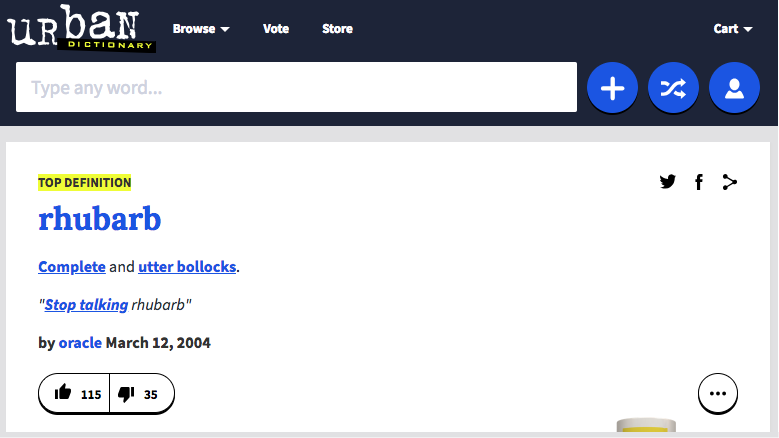 urban
DICTIONARY
Browse Vote Store Cart
Type any word...
TOP DEFINITION
rhubarb
Complete and utter bollocks.
"Stop talking rhubarb"
by oracle March 12, 2004
115 35